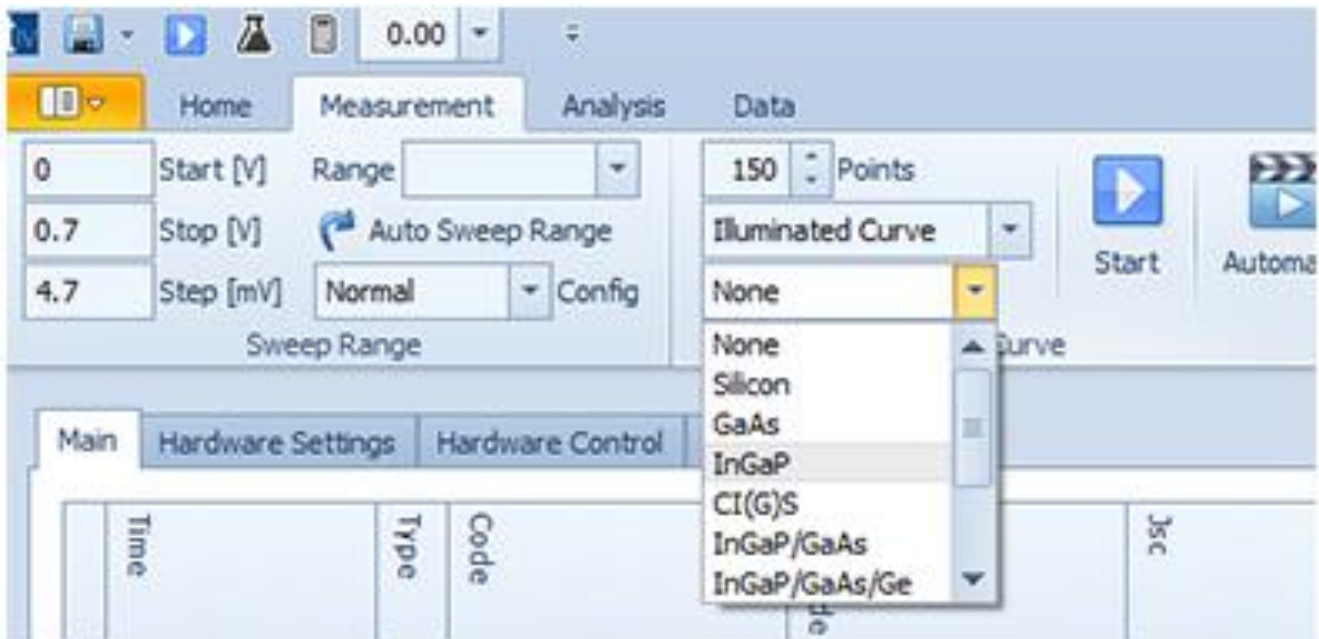 0.00
Home Measurement Analysis Data
0 Start [V] Range 150 Points
0.7 Stop [V] Auto Sweep Range Illuminated Curve Start
4.7 Step [mV] Normal Config None
Sweep Range Curve
None
Silicon
GaAs
InGaP
CI(G)S
InGaP/GaAs
InGaP/GaAs/Ge
Main Hardware Settings Hardware Control
Time Type Code Jsc